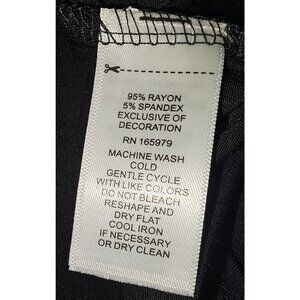 95% RAYON
5% SPANDEX
EXCLUSIVE OF
DECORATION
RN 165979
MACHINE WASH
COLD
GENTLE CYCLE
WITH LIKE COLORS
DO NOT BLEACH
RESHAPE AND
DRY FLAT
COOL IRON
IF NECESSARY
OR DRY CLEAN